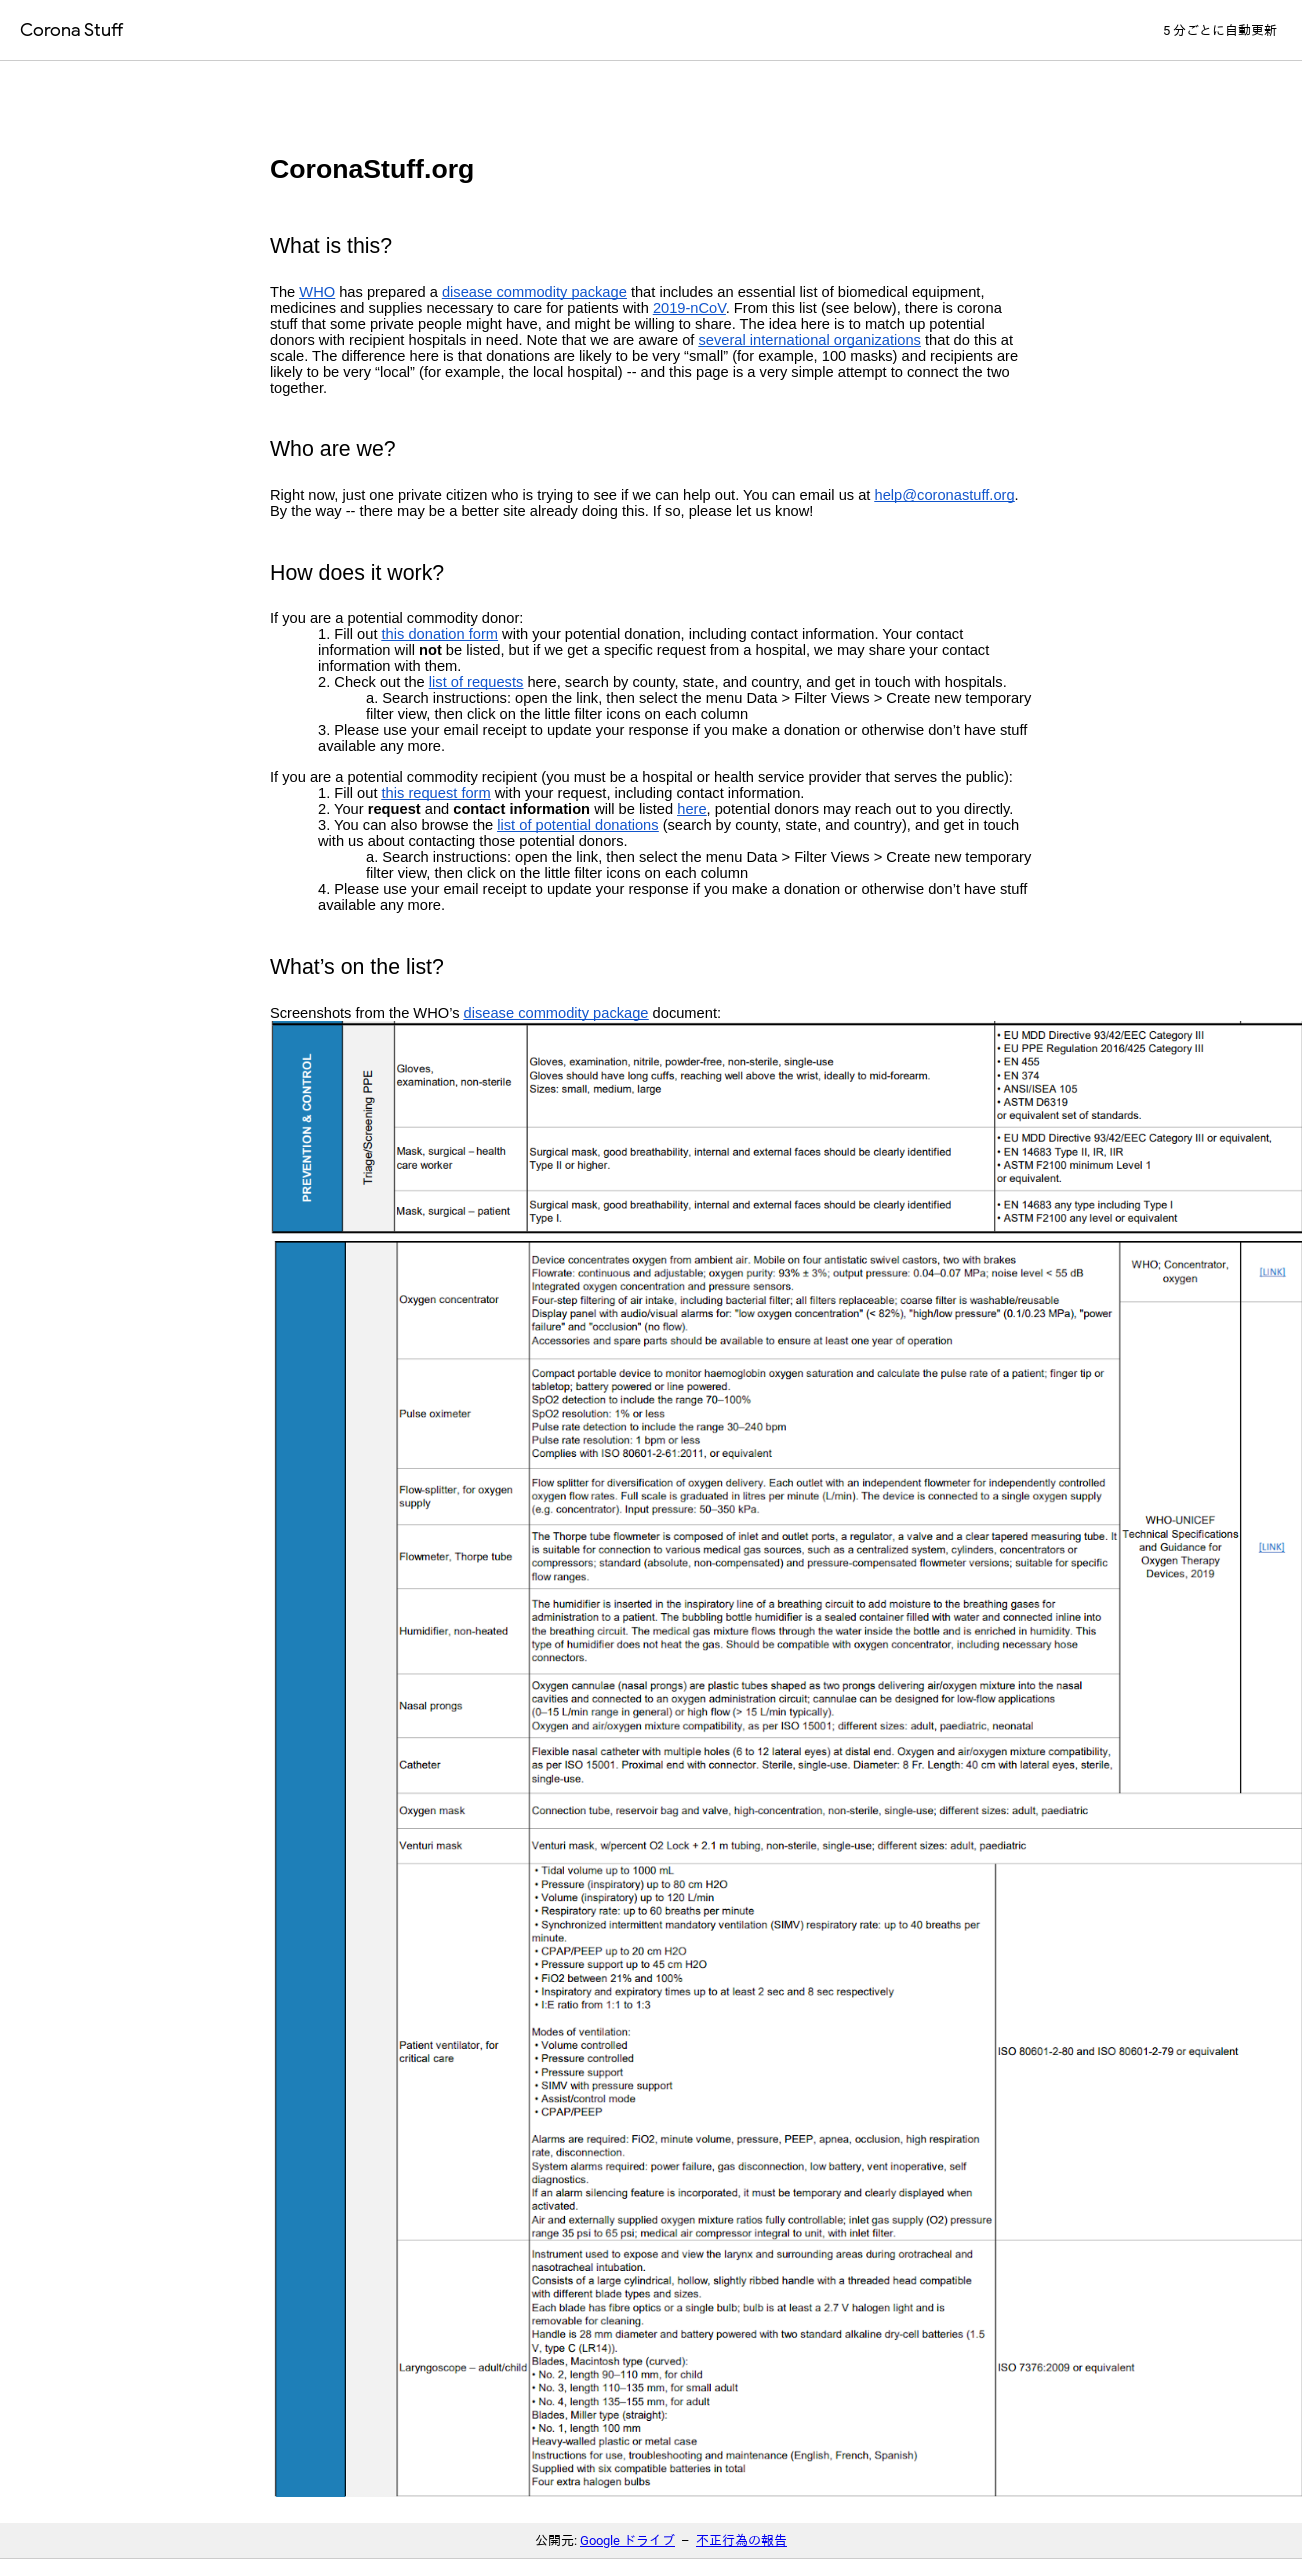 Corona Stuff
5 分ごとに自動更新
CoronaStuff.org
What is this?
The WHO has prepared a disease commodity package that includes an essential list of biomedical equipment,
medicines and supplies necessary to care for patients with 2019-nCoV. From this list (see below), there is corona
stuff that some private people might have, and might be willing to share. The idea here is to match up potential
donors with recipient hospitals in need. Note that we are aware of several international organizations that do this at
scale. The difference here is that donations are likely to be very “small” (for example, 100 masks) and recipients are
likely to be very “local” (for example, the local hospital) -- and this page is a very simple attempt to connect the two
together.
Who are we?
Right now, just one private citizen who is trying to see if we can help out. You can email us at help@coronastuff.org.
By the way -- there may be a better site already doing this. If so, please let us know!
How does it work?
If you are a potential commodity donor:
1. Fill out this donation form with your potential donation, including contact information. Your contact
information will not be listed, but if we get a specific request from a hospital, we may share your contact
information with them.
2. Check out the list of requests here, search by county, state, and country, and get in touch with hospitals.
a. Search instructions: open the link, then select the menu Data > Filter Views > Create new temporary
filter view, then click on the little filter icons on each column
3. Please use your email receipt to update your response if you make a donation or otherwise don’t have stuff
available any more.
If you are a potential commodity recipient (you must be a hospital or health service provider that serves the public):
1. Fill out this request form with your request, including contact information.
2. Your request and contact information will be listed here, potential donors may reach out to you directly.
3. You can also browse the list of potential donations (search by county, state, and country), and get in touch
with us about contacting those potential donors.
a. Search instructions: open the link, then select the menu Data > Filter Views > Create new temporary
filter view, then click on the little filter icons on each column
4. Please use your email receipt to update your response if you make a donation or otherwise don’t have stuff
available any more.
What’s on the list?
Screenshots from the WHO’s disease commodity package document:
PREVENTION & CONTROL
Triage/Screening PPE
Gloves,
examination, non-sterile
Gloves, examination, nitrile, powder-free, non-sterile, single-use
Gloves should have long cuffs, reaching well above the wrist, ideally to mid-forearm.
Sizes: small, medium, large
• EU MDD Directive 93/42/EEC Category III
• EU PPE Regulation 2016/425 Category III
• EN 455
• EN 374
• ANSI/ISEA 105
• ASTM D6319
or equivalent set of standards.
Mask, surgical – health
care worker
Surgical mask, good breathability, internal and external faces should be clearly identified
Type II or higher.
• EU MDD Directive 93/42/EEC Category III or equivalent,
• EN 14683 Type II, IR, IIR
• ASTM F2100 minimum Level 1
or equivalent.
Mask, surgical – patient
Surgical mask, good breathability, internal and external faces should be clearly identified
Type I.
• EN 14683 any type including Type I
• ASTM F2100 any level or equivalent
Oxygen concentrator
Device concentrates oxygen from ambient air. Mobile on four antistatic swivel castors, two with brakes
Flowrate: continuous and adjustable; oxygen purity: 93% ± 3%; output pressure: 0.04–0.07 MPa; noise level < 55 dB
Integrated oxygen concentration and pressure sensors.
Four-step filtering of air intake, including bacterial filter; all filters replaceable; coarse filter is washable/reusable
Display panel with audio/visual alarms for: "low oxygen concentration" (< 82%), "high/low pressure" (0.1/0.23 MPa), "power
failure" and "occlusion" (no flow).
Accessories and spare parts should be available to ensure at least one year of operation
WHO; Concentrator,
oxygen
[LINK]
Pulse oximeter
Compact portable device to monitor haemoglobin oxygen saturation and calculate the pulse rate of a patient; finger tip or
tabletop; battery powered or line powered.
SpO2 detection to include the range 70–100%
SpO2 resolution: 1% or less
Pulse rate detection to include the range 30–240 bpm
Pulse rate resolution: 1 bpm or less
Complies with ISO 80601-2-61:2011, or equivalent
Flow-splitter, for oxygen
supply
Flow splitter for diversification of oxygen delivery. Each outlet with an independent flowmeter for independently controlled
oxygen flow rates. Full scale is graduated in litres per minute (L/min). The device is connected to a single oxygen supply
(e.g. concentrator). Input pressure: 50–350 kPa.
WHO-UNICEF
Technical Specifications
and Guidance for
Oxygen Therapy
Devices, 2019
[LINK]
Flowmeter, Thorpe tube
The Thorpe tube flowmeter is composed of inlet and outlet ports, a regulator, a valve and a clear tapered measuring tube. It
is suitable for connection to various medical gas sources, such as a centralized system, cylinders, concentrators or
compressors; standard (absolute, non-compensated) and pressure-compensated flowmeter versions; suitable for specific
flow ranges.
Humidifier, non-heated
The humidifier is inserted in the inspiratory line of a breathing circuit to add moisture to the breathing gases for
administration to a patient. The bubbling bottle humidifier is a sealed container filled with water and connected inline into
the breathing circuit. The medical gas mixture flows through the water inside the bottle and is enriched in humidity. This
type of humidifier does not heat the gas. Should be compatible with oxygen concentrator, including necessary hose
connectors.
Nasal prongs
Oxygen cannulae (nasal prongs) are plastic tubes shaped as two prongs delivering air/oxygen mixture into the nasal
cavities and connected to an oxygen administration circuit; cannulae can be designed for low-flow applications
(0–15 L/min range in general) or high flow (> 15 L/min typically).
Oxygen and air/oxygen mixture compatibility, as per ISO 15001; different sizes: adult, paediatric, neonatal
Catheter
Flexible nasal catheter with multiple holes (6 to 12 lateral eyes) at distal end. Oxygen and air/oxygen mixture compatibility,
as per ISO 15001. Proximal end with connector. Sterile, single-use. Diameter: 8 Fr. Length: 40 cm with lateral eyes, sterile,
single-use.
Oxygen mask
Connection tube, reservoir bag and valve, high-concentration, non-sterile, single-use; different sizes: adult, paediatric
Venturi mask
Venturi mask, w/percent O2 Lock + 2.1 m tubing, non-sterile, single-use; different sizes: adult, paediatric
Patient ventilator, for
critical care
• Tidal volume up to 1000 mL
• Pressure (inspiratory) up to 80 cm H2O
• Volume (inspiratory) up to 120 L/min
• Respiratory rate: up to 60 breaths per minute
• Synchronized intermittent mandatory ventilation (SIMV) respiratory rate: up to 40 breaths per
minute.
• CPAP/PEEP up to 20 cm H2O
• Pressure support up to 45 cm H2O
• FiO2 between 21% and 100%
• Inspiratory and expiratory times up to at least 2 sec and 8 sec respectively
• I:E ratio from 1:1 to 1:3
Modes of ventilation:
• Volume controlled
• Pressure controlled
• Pressure support
• SIMV with pressure support
• Assist/control mode
• CPAP/PEEP
Alarms are required: FiO2, minute volume, pressure, PEEP, apnea, occlusion, high respiration
rate, disconnection.
System alarms required: power failure, gas disconnection, low battery, vent inoperative, self
diagnostics.
If an alarm silencing feature is incorporated, it must be temporary and clearly displayed when
activated.
Air and externally supplied oxygen mixture ratios fully controllable; inlet gas supply (O2) pressure
range 35 psi to 65 psi; medical air compressor integral to unit, with inlet filter.
ISO 80601-2-80 and ISO 80601-2-79 or equivalent
Laryngoscope – adult/child
Instrument used to expose and view the larynx and surrounding areas during orotracheal and
nasotracheal intubation.
Consists of a large cylindrical, hollow, slightly ribbed handle with a threaded head compatible
with different blade types and sizes.
Each blade has fibre optics or a single bulb; bulb is at least a 2.7 V halogen light and is
removable for cleaning.
Handle is 28 mm diameter and battery powered with two standard alkaline dry-cell batteries (1.5
V, type C (LR14)).
Blades, Macintosh type (curved):
• No. 2, length 90–110 mm, for child
• No. 3, length 110–135 mm, for small adult
• No. 4, length 135–155 mm, for adult
Blades, Miller type (straight):
• No. 1, length 100 mm
Heavy-walled plastic or metal case
Instructions for use, troubleshooting and maintenance (English, French, Spanish)
Supplied with six compatible batteries in total
Four extra halogen bulbs
ISO 7376:2009 or equivalent
公開元: Google ドライブ – 不正行為の報告